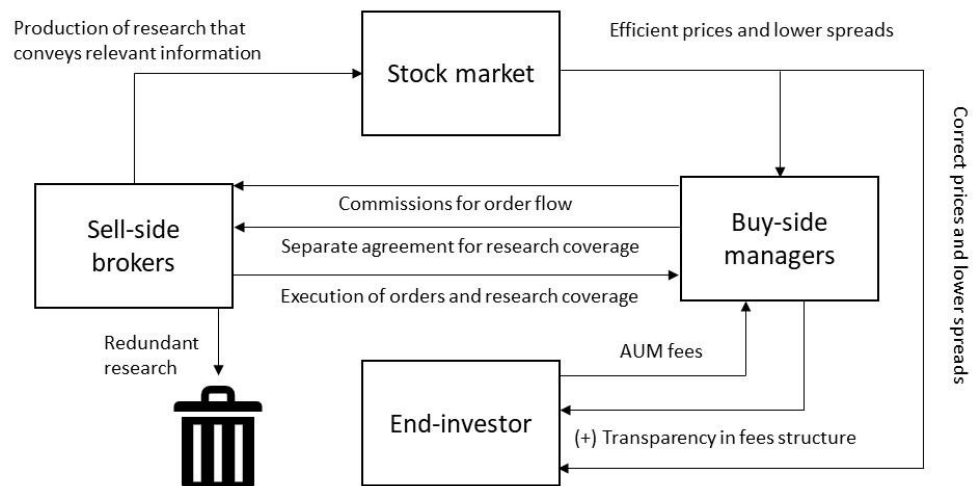 Production of research that
conveys relevant information
Efficient prices and lower spreads
Stock market
Correct prices and lower spreads
Commissions for order flow
Sell-side
brokers
Separate agreement for research coverage
Buy-side
managers
Execution of orders and research coverage
Redundant
research
AUM fees
End-investor
(+) Transparency in fees structure